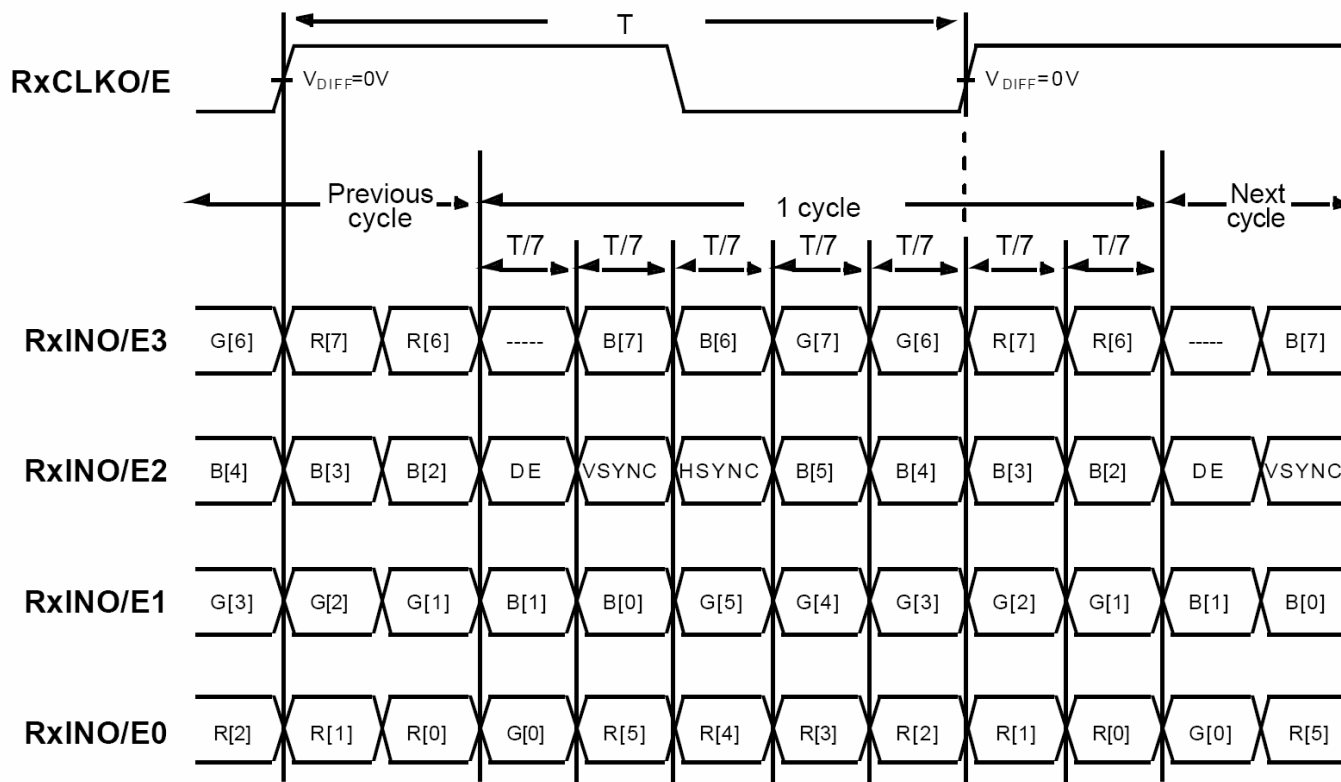 T
RxCLKO/E V_DIFF=0V V_DIFF=0V
Previous cycle 1 cycle Next cycle
T/7 T/7 T/7 T/7 T/7 T/7 T/7
RxINO/E3 G[6] R[7] R[6] ----- B[7] B[6] G[7] G[6] R[7] R[6] ----- B[7]
RxINO/E2 B[4] B[3] B[2] DE VSYNC HSYNC B[5] B[4] B[3] B[2] DE VSYNC
RxINO/E1 G[3] G[2] G[1] B[1] B[0] G[5] G[4] G[3] G[2] G[1] B[1] B[0]
RxINO/E0 R[2] R[1] R[0] G[0] R[5] R[4] R[3] R[2] R[1] R[0] G[0] R[5]